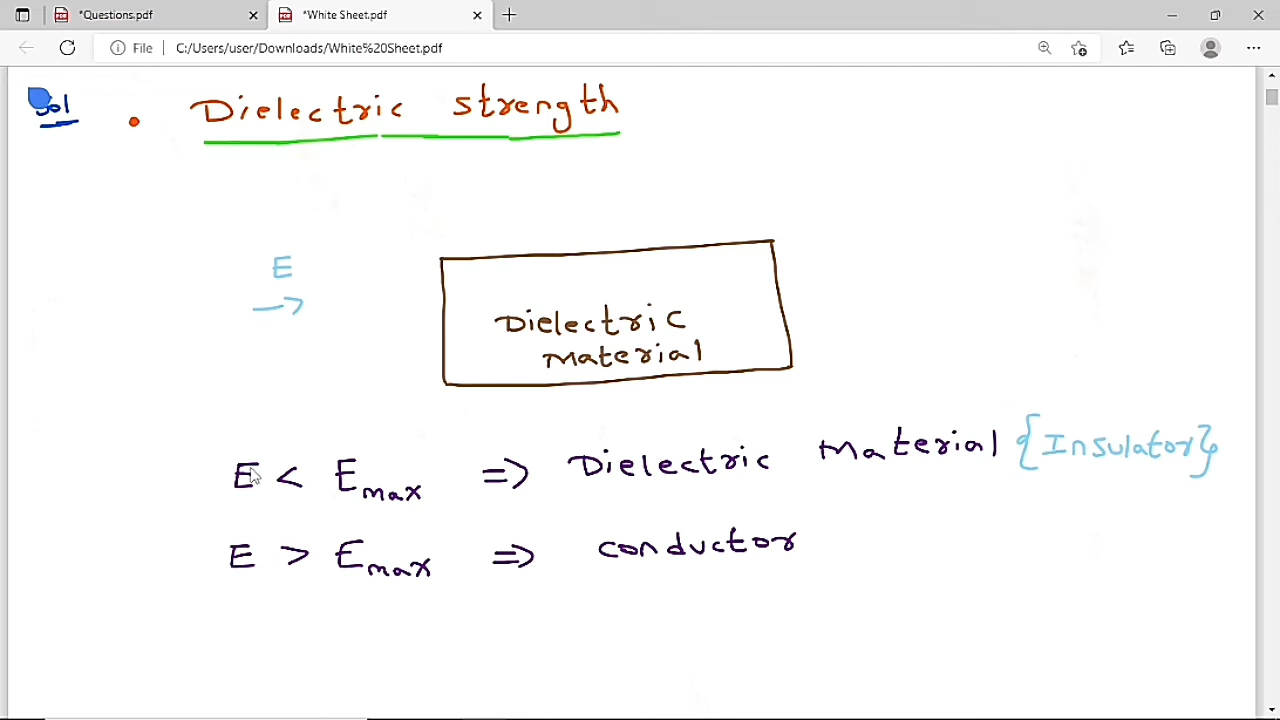 *Questions.pdf
*White Sheet.pdf
File
C:/Users/user/Downloads/White%20Sheet.pdf
Sol
• Dielectric strength
E
→
Dielectric
Material
E < Emax => Dielectric Material {Insulator}
E > Emax => conductor